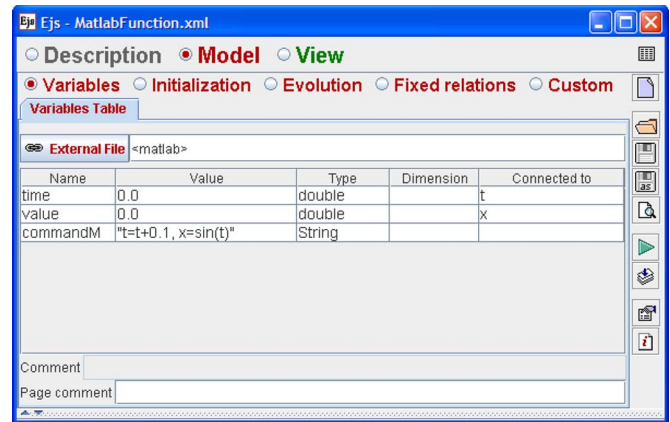 Ejs Ejs - MatlabFunction.xml
Description Model View
Variables Initialization Evolution Fixed relations Custom
Variables Table
External File <matlab>
Name Value Type Dimension Connected to
time 0.0 double t
value 0.0 double x
commandM "t=t+0.1, x=sin(t)" String
as
i
Comment
Page comment